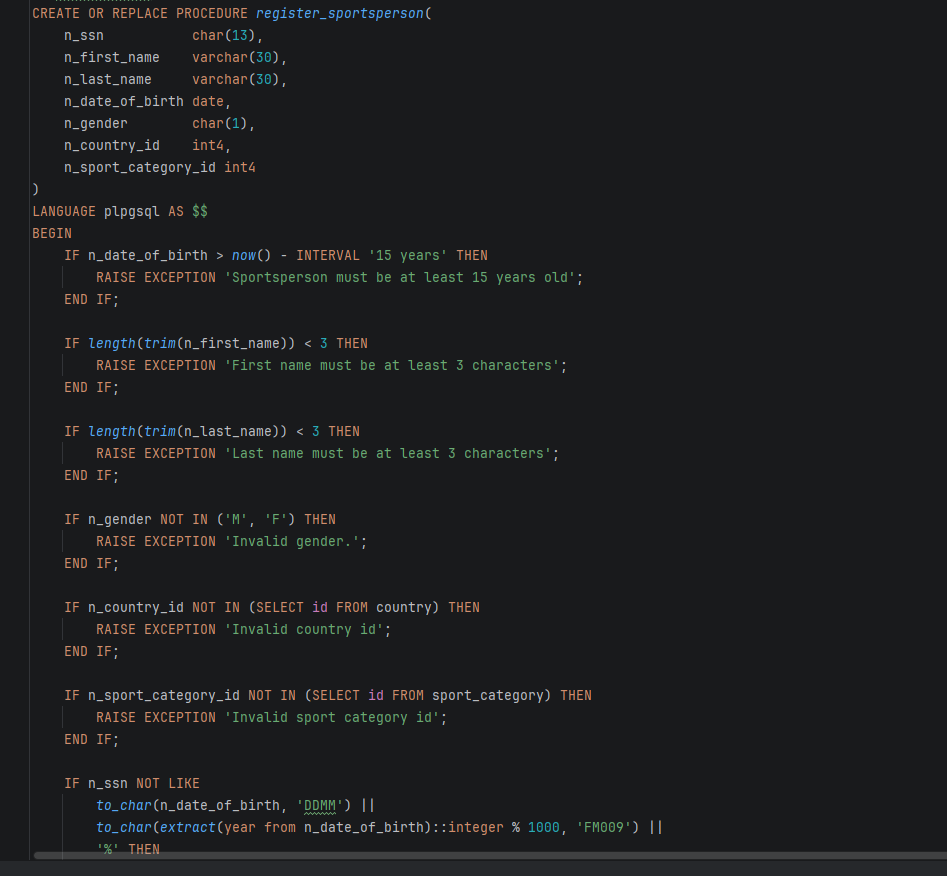 CREATE OR REPLACE PROCEDURE register_sportsperson(
    n_ssn           char(13),
    n_first_name    varchar(30),
    n_last_name     varchar(30),
    n_date_of_birth date,
    n_gender        char(1),
    n_country_id    int4,
    n_sport_category_id int4
)
LANGUAGE plpgsql AS $$
BEGIN
    IF n_date_of_birth > now() - INTERVAL '15 years' THEN
        RAISE EXCEPTION 'Sportsperson must be at least 15 years old';
    END IF;

    IF length(trim(n_first_name)) < 3 THEN
        RAISE EXCEPTION 'First name must be at least 3 characters';
    END IF;

    IF length(trim(n_last_name)) < 3 THEN
        RAISE EXCEPTION 'Last name must be at least 3 characters';
    END IF;

    IF n_gender NOT IN ('M', 'F') THEN
        RAISE EXCEPTION 'Invalid gender.';
    END IF;

    IF n_country_id NOT IN (SELECT id FROM country) THEN
        RAISE EXCEPTION 'Invalid country id';
    END IF;

    IF n_sport_category_id NOT IN (SELECT id FROM sport_category) THEN
        RAISE EXCEPTION 'Invalid sport category id';
    END IF;

    IF n_ssn NOT LIKE
        to_char(n_date_of_birth, 'DDMM') ||
        to_char(extract(year from n_date_of_birth)::integer % 1000, 'FM009') ||
        '%' THEN